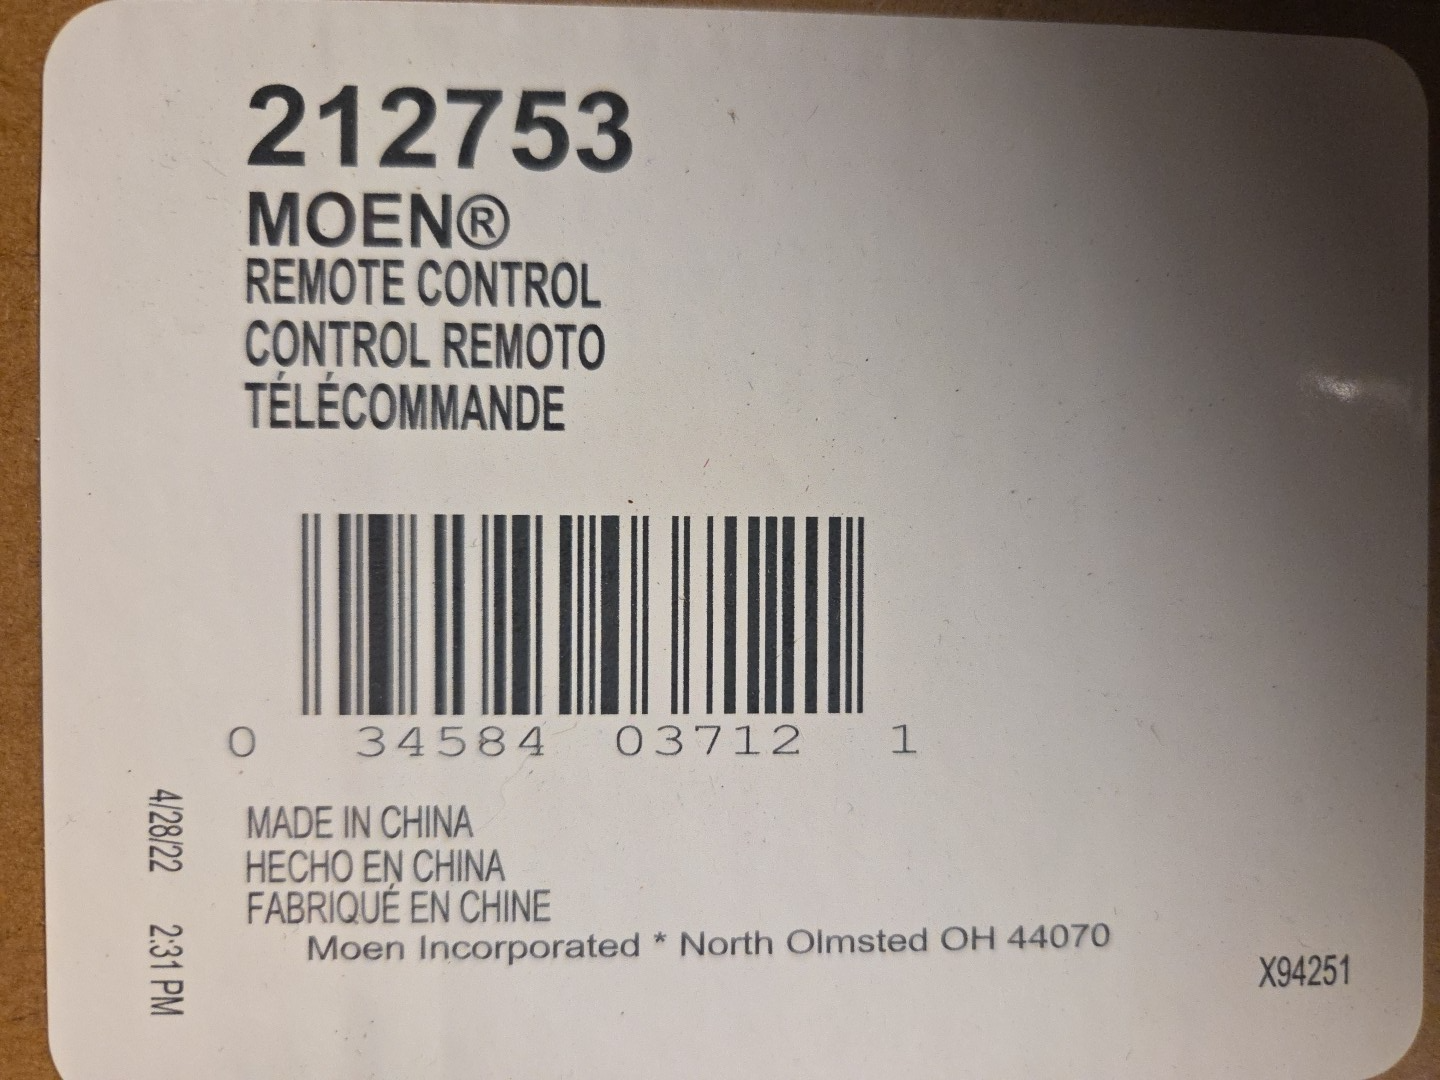 212753
MOEN®
REMOTE CONTROL
CONTROL REMOTO
TÉLÉCOMMANDE
0 34584 03712 1
4/28/22 2:31 PM
MADE IN CHINA
HECHO EN CHINA
FABRIQUÉ EN CHINE
Moen Incorporated * North Olmsted OH 44070
X94251